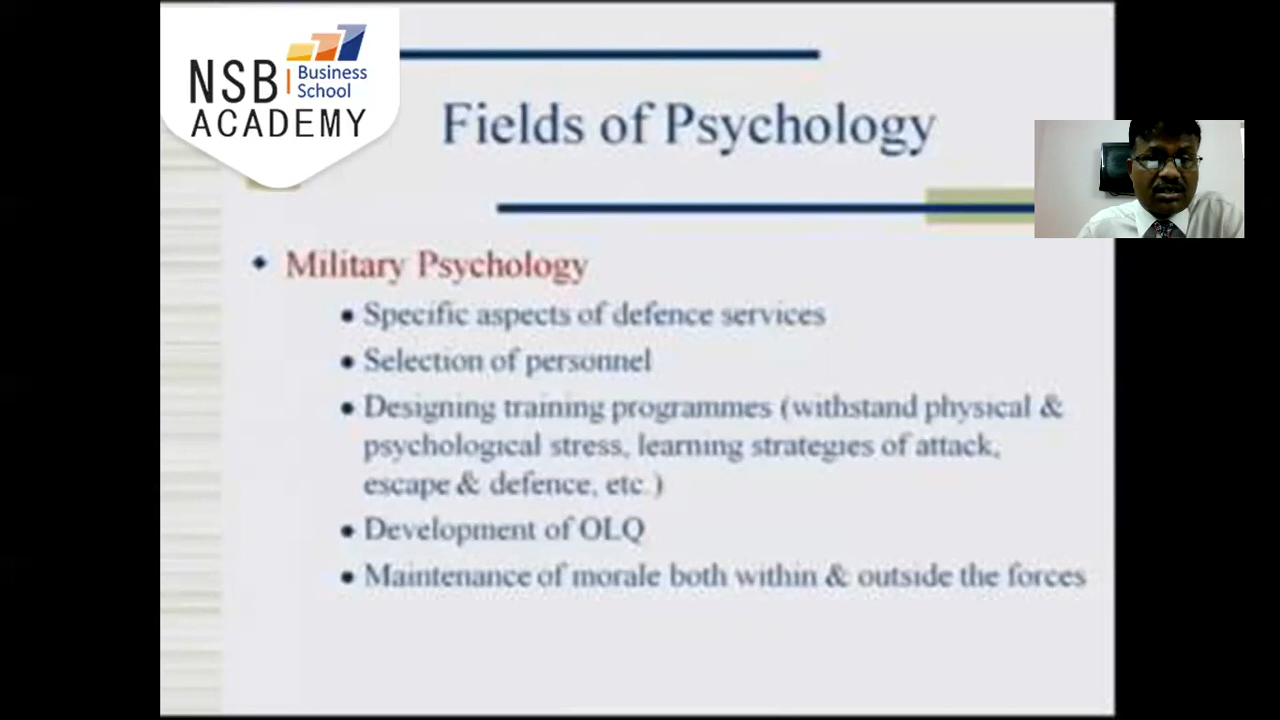 NSB Business
School
ACADEMY
Fields of Psychology
Military Psychology
Specific aspects of defence services
Selection of personnel
Designing training programmes (withstand physical &
psychological stress, learning strategies of attack,
escape & defence, etc.)
Development of OLQ
Maintenance of morale both within & outside the forces